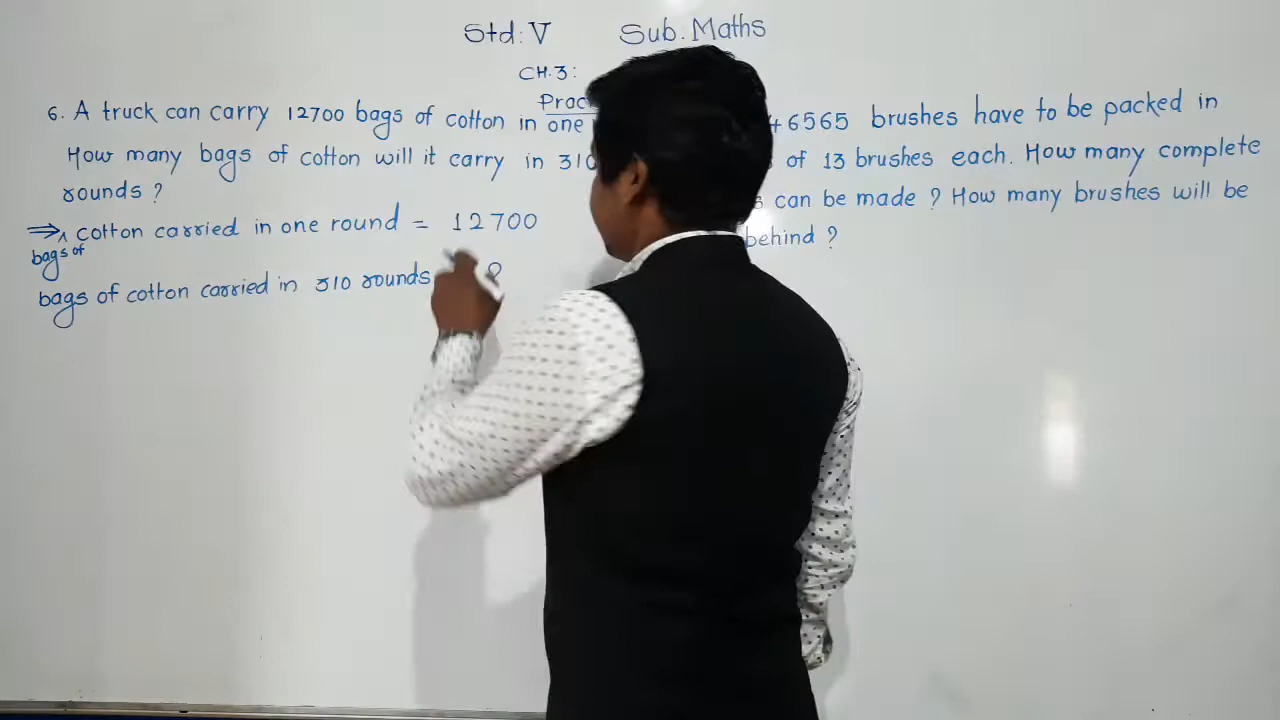 Std: V Sub. Maths
CH.3:
6. A truck can carry 12700 bags of cotton in one
How many bags of cotton will it carry in 310
rounds ?
⇒ bags of cotton carried in one round = 12700
bags of cotton carried in 310 rounds ?
6565 brushes have to be packed in
of 13 brushes each. How many complete
can be made ? How many brushes will be
behind ?